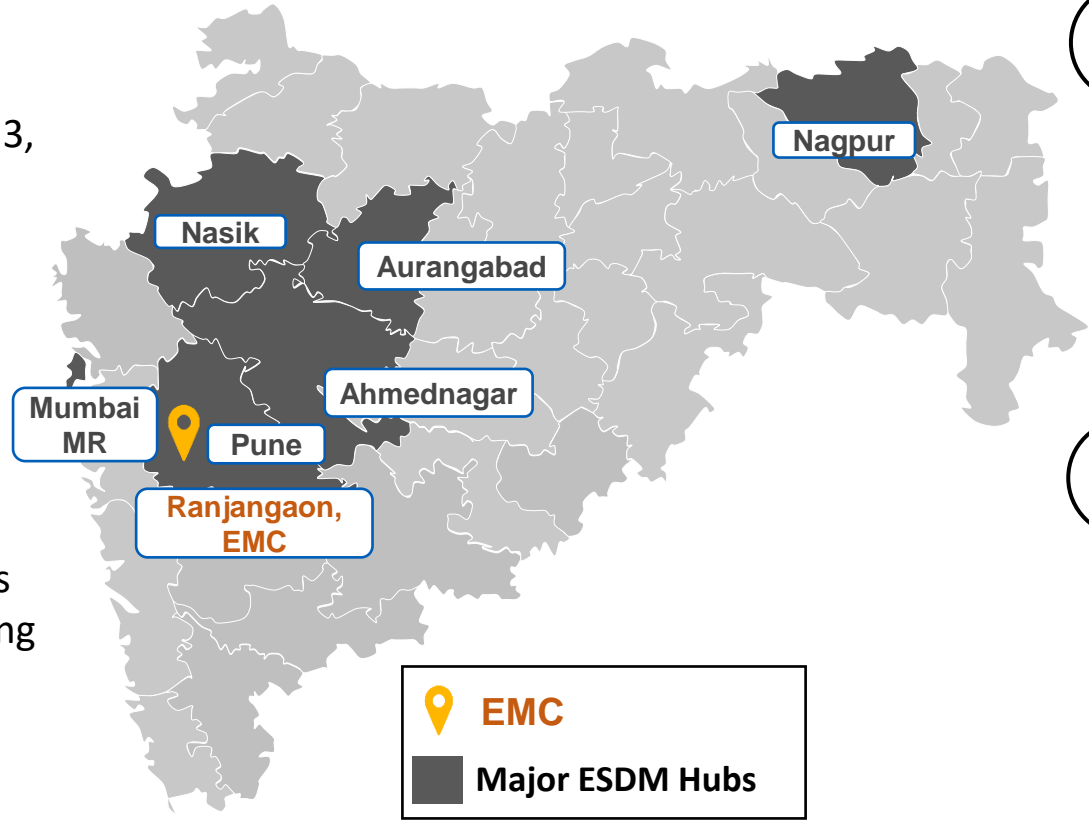 3,
Nagpur
Nasik
Aurangabad
Ahmednagar
Mumbai
MR
Pune
Ranjangaon,
EMC
s
ng
EMC
Major ESDM Hubs